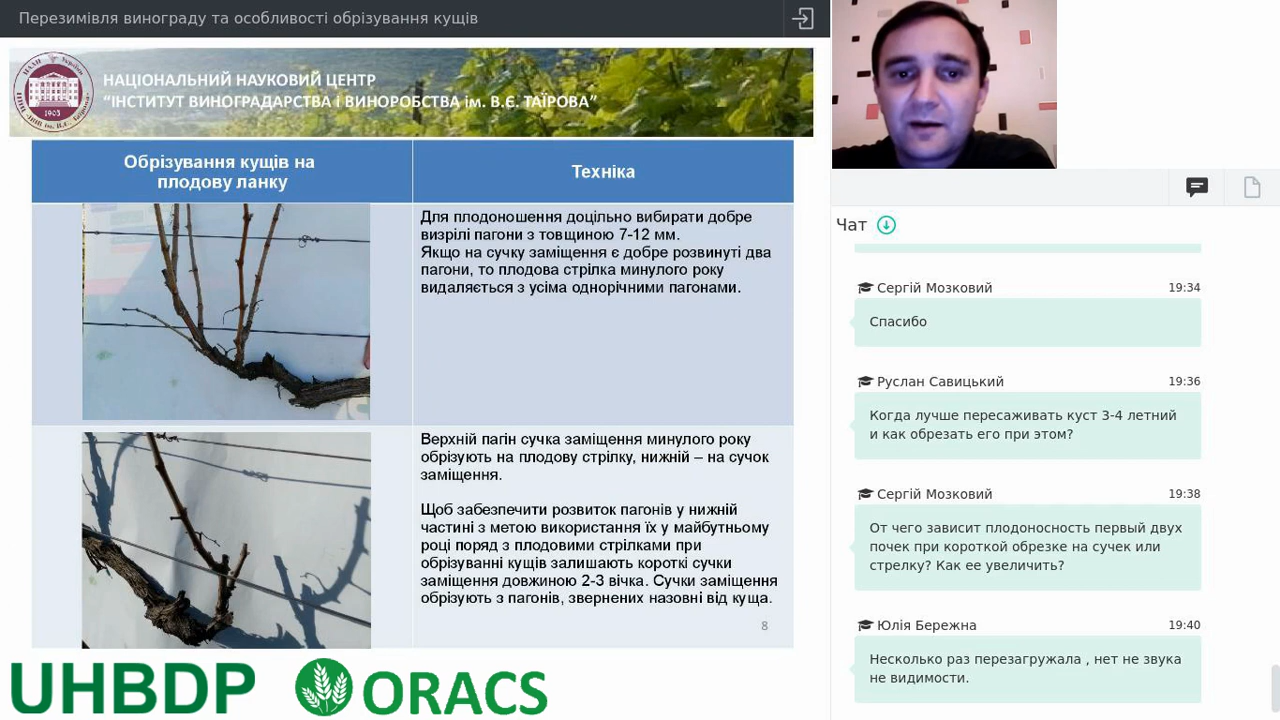 Перезимівля винограду та особливості обрізування кущів
НАЦІОНАЛЬНИЙ НАУКОВИЙ ЦЕНТР
“ІНСТИТУТ ВИНОГРАДАРСТВА і ВИНОРОБСТВА ім. В.Є. ТАЇРОВА”
1905
Обрізування кущів на
плодову ланку
Техніка
Для плодоношення доцільно вибирати добре
визрілі пагони з товщиною 7-12 мм.
Якщо на сучку заміщення є добре розвинуті два
пагони, то плодова стрілка минулого року
видаляється з усіма однорічними пагонами.
Верхній пагін сучка заміщення минулого року
обрізують на плодову стрілку, нижній – на сучок
заміщення.
Щоб забезпечити розвиток пагонів у нижній
частині з метою використання їх у майбутньому
році поряд з плодовими стрілками при
обрізуванні кущів залишають короткі сучки
заміщення довжиною 2-3 вічка. Сучки заміщення
обрізують з пагонів, звернених назовні від куща.
8
UHBDP
ORACS
Чат
Сергій Мозковий 19:34
Спасибо
Руслан Савицький 19:36
Когда лучше пересаживать куст 3-4 летний
и как обрезать его при этом?
Сергій Мозковий 19:38
От чего зависит плодоносность первый двух
почек при короткой обрезке на сучек или
стрелку? Как ее увеличить?
Юлія Бережна 19:40
Несколько раз перезагружала , нет не звука
не видимости.